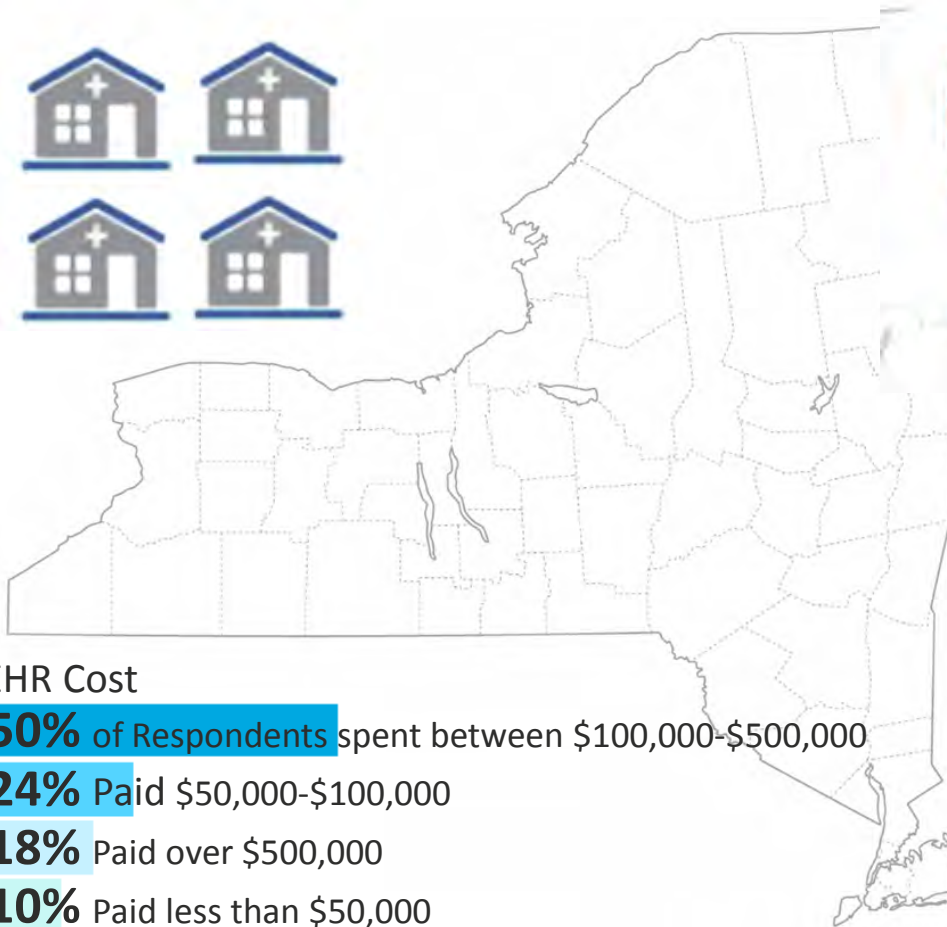 EHR Cost
50% of Respondents spent between $100,000-$500,000
24% Paid $50,000-$100,000
18% Paid over $500,000
10% Paid less than $50,000